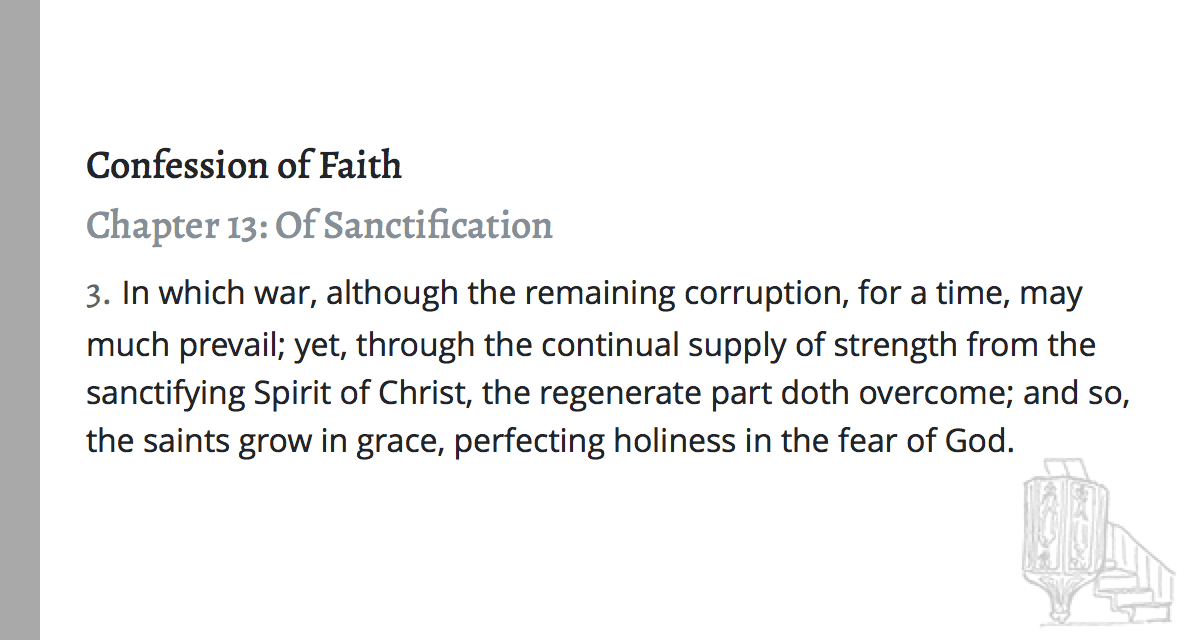 Confession of Faith
Chapter 13: Of Sanctification
3. In which war, although the remaining corruption, for a time, may
much prevail; yet, through the continual supply of strength from the
sanctifying Spirit of Christ, the regenerate part doth overcome; and so,
the saints grow in grace, perfecting holiness in the fear of God.